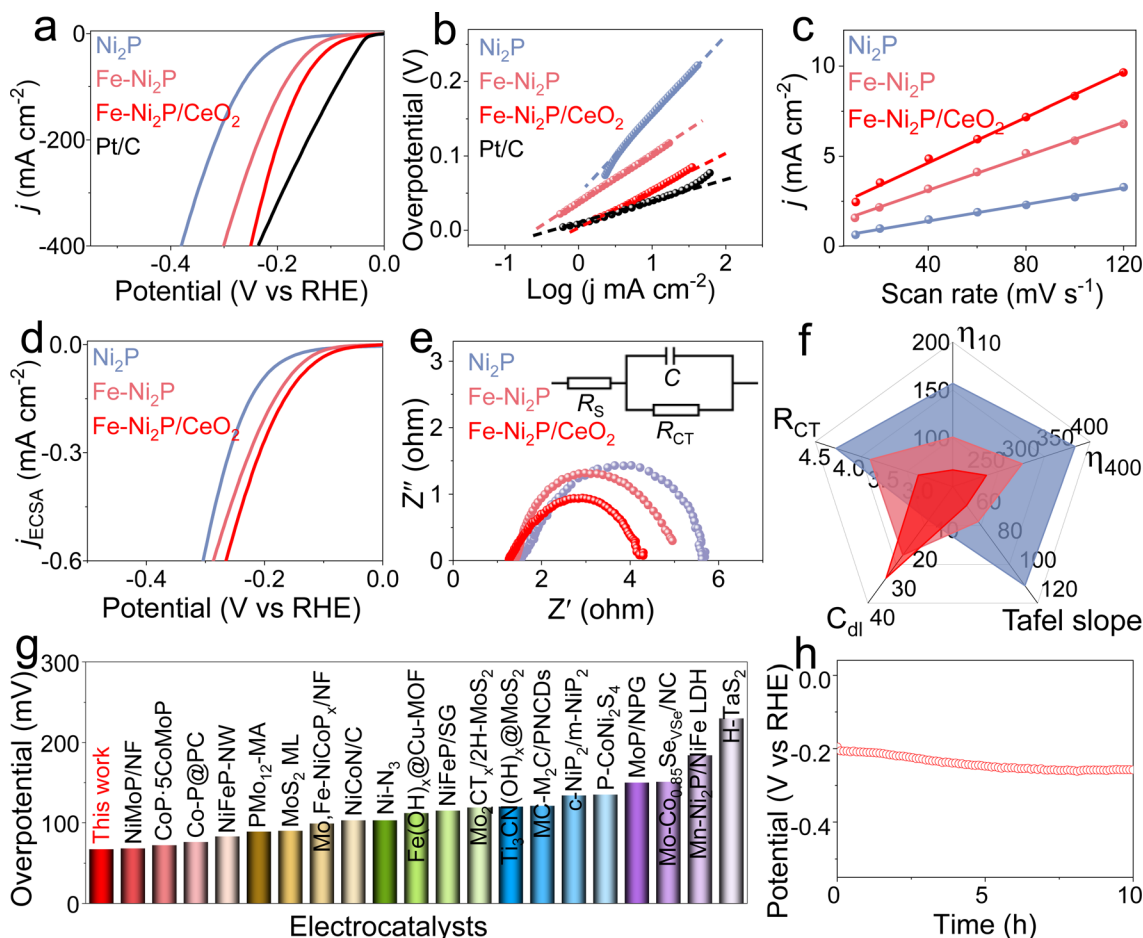 a
Ni₂P
Fe-Ni₂P
Fe-Ni₂P/CeO₂
Pt/C
0
-200
-400
-0.4
-0.2
0.0
j (mA cm⁻²)
Potential (V vs RHE)
b
Ni₂P
Fe-Ni₂P
Fe-Ni₂P/CeO₂
Pt/C
0.2
0.1
0.0
-1
0
1
2
Overpotential (V)
Log (j mA cm⁻²)
c
Ni₂P
Fe-Ni₂P
Fe-Ni₂P/CeO₂
10
5
0
40
80
120
j (mA cm⁻²)
Scan rate (mV s⁻¹)
d
Ni₂P
Fe-Ni₂P
Fe-Ni₂P/CeO₂
0.0
-0.3
-0.6
-0.4
-0.2
0.0
jECSA (mA cm⁻²)
Potential (V vs RHE)
e
Ni₂P
Fe-Ni₂P
Fe-Ni₂P/CeO₂
RS
C
RCT
3
2
1
0
0
2
4
6
Z″ (ohm)
Z′ (ohm)
f
η10
200
150
100
η400
400
350
300
250
Tafel slope
120
100
80
60
Cdl
40
30
20
10
RCT
4.5
4.0
3.5
3.0
g
300
200
100
0
Overpotential (mV)
This work
NiMoP/NF
CoP-5CoMoP
Co-P@PC
NiFeP-NW
PMO₁₂-MA
MoS₂ ML
Mo,Fe-NiCoPₓ/NF
NiCoN/C
Ni-N₃
Fe(OH)ₓ@Cu-MOF
NiFeP/SG
Mo₂CTₓ/2H-MoS₂
Ti₃CN(OH)ₓ@MoS₂
MC-M₂C/PNCDs
c-NiP₂/m-NiP₂
P-CoNi₂S₄
MoP/NPG
Mo-Co₀.₈₅SeVSe/NC
Mn-Ni₂P/NiFe LDH
H-TaS₂
Electrocatalysts
h
0.0
-0.2
-0.4
0
5
10
Potential (V vs RHE)
Time (h)